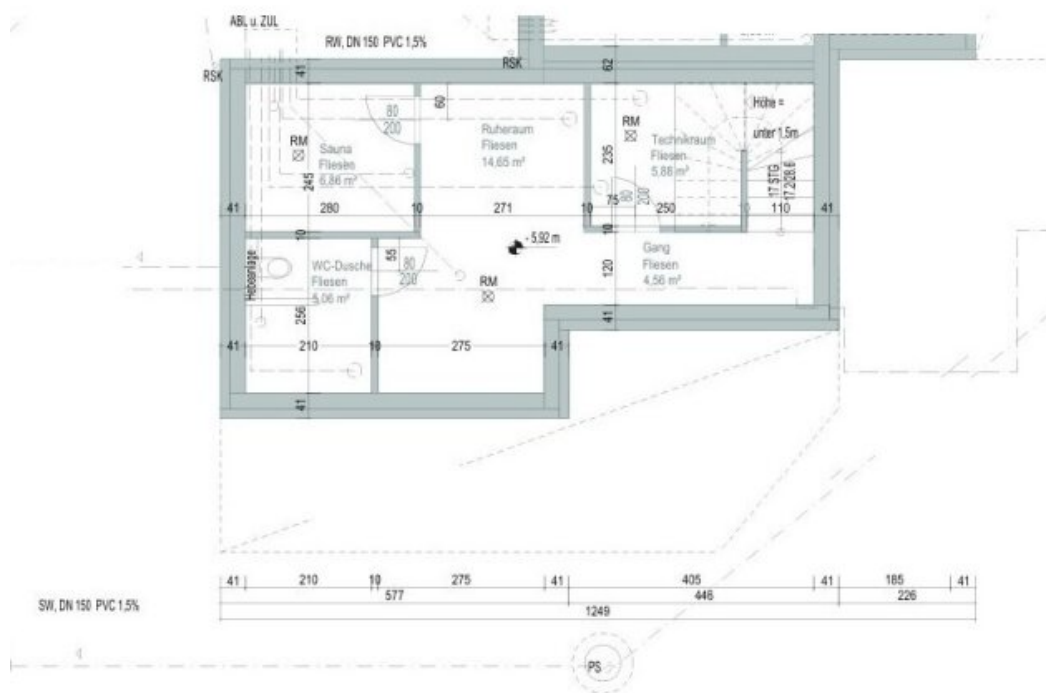 ABL u. ZUL
RW, DN 150 PVC 1,5%
RSK
RSK
41
62
60
80
200
RM
Sauna
Fliesen
6,86 m²
Ruheraum
Fliesen
14,65 m²
RM
Technikraum
Fliesen
5,88 m²
Höhe =
unter 1.5m
17 STG
17.2/28.6
245
235
80
200
75
41
280
10
271
10
250
10
110
41
10
10
- 5,92 m
Hebeanlage
WC-Dusche
Fliesen
5,06 m²
55
80
200
RM
Gang
Fliesen
4,56 m²
120
256
41
41
210
10
275
41
41
41
210
10
275
41
405
41
185
41
577
446
226
1249
SW, DN 150 PVC 1,5%
PS